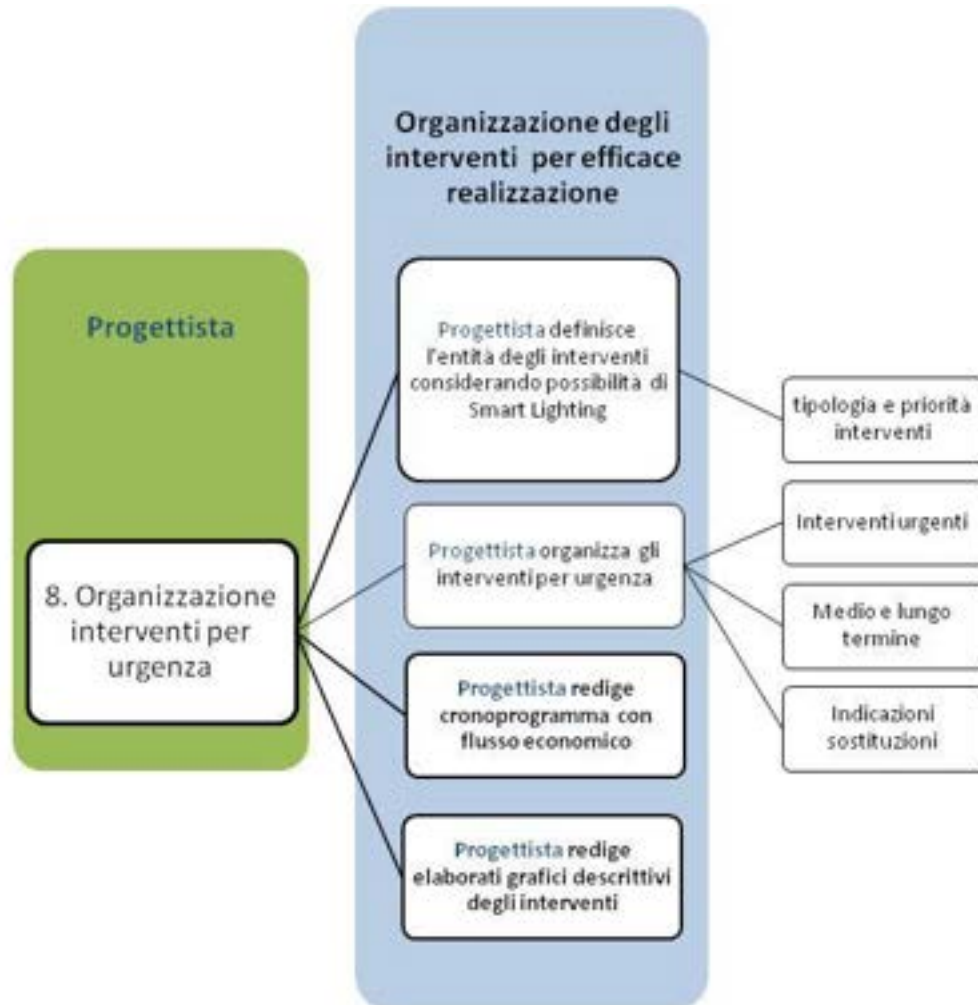 Organizzazione degli
interventi per efficace
realizzazione
Progettista
8. Organizzazione
interventi per
urgenza
Progettista definisce
l'entità degli interventi
considerando possibilità di
Smart Lighting
Progettista organizza gli
interventi per urgenza
Progettista redige
cronoprogramma con
flusso economico
Progettista redige
elaborati grafici descrittivi
degli interventi
tipologia e priorità
interventi
Interventi urgenti
Medio e lungo
termine
Indicazioni
sostituzioni